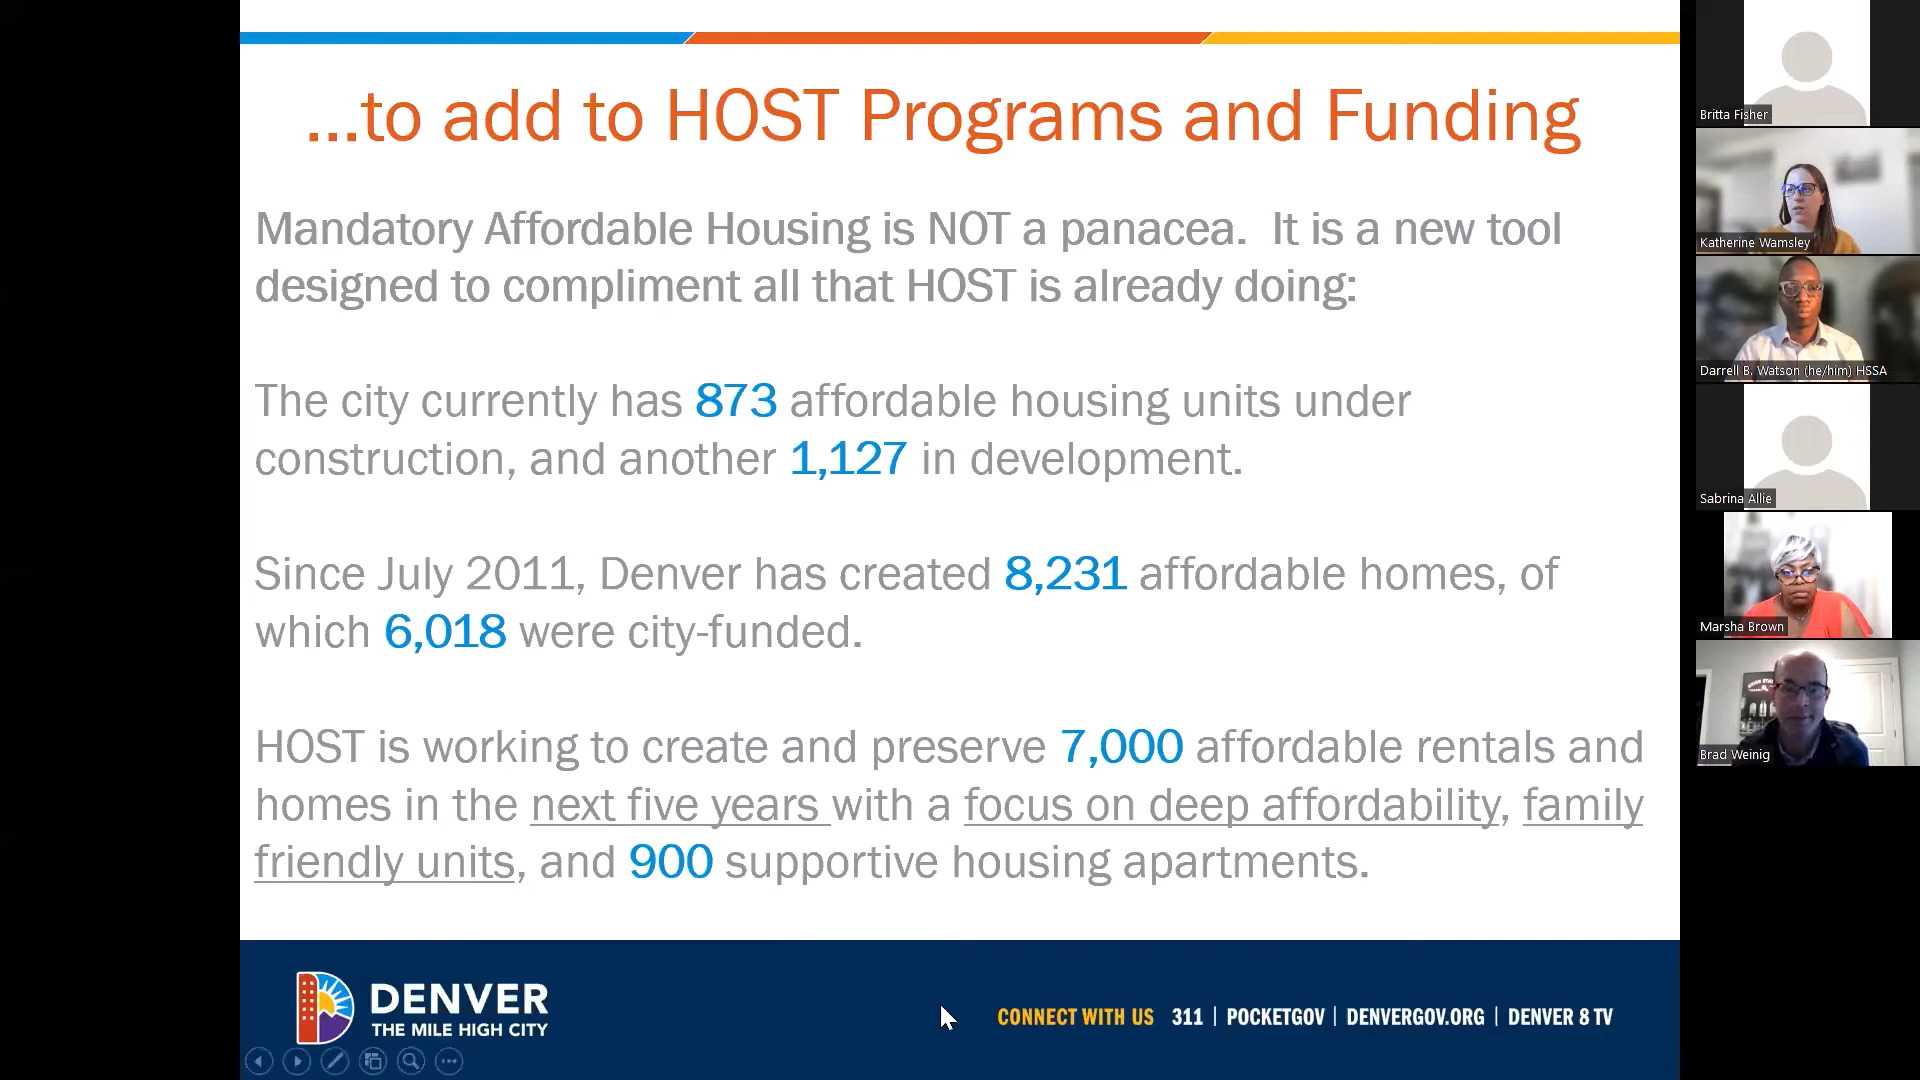 ...to add to HOST Programs and Funding
Mandatory Affordable Housing is NOT a panacea.  It is a new tool
designed to compliment all that HOST is already doing:
The city currently has 873 affordable housing units under
construction, and another 1,127 in development.
Since July 2011, Denver has created 8,231 affordable homes, of
which 6,018 were city-funded.
HOST is working to create and preserve 7,000 affordable rentals and
homes in the next five years with a focus on deep affordability, family
friendly units, and 900 supportive housing apartments.
DENVER
THE MILE HIGH CITY
CONNECT WITH US 311 | POCKETGOV | DENVERGOV.ORG | DENVER 8 TV
Britta Fisher
Katherine Wamsley
Darrell B. Watson (he/him) HSSA
Sabrina Allie
Marsha Brown
Brad Weinig